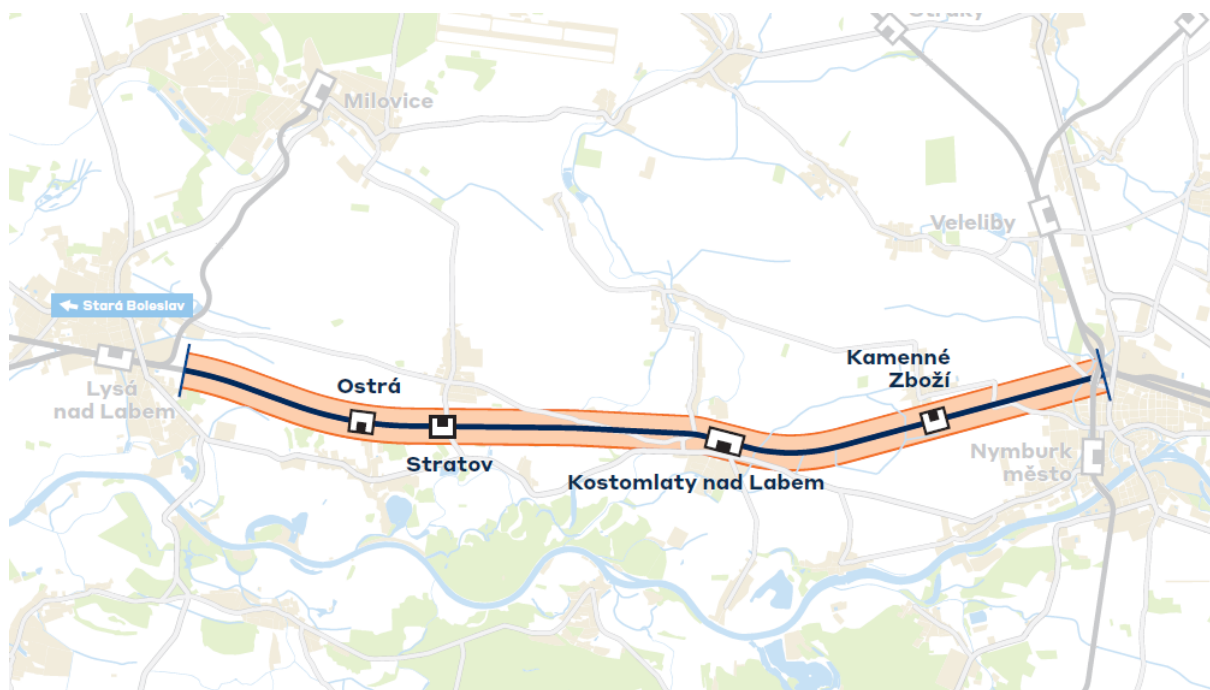 Milovice
Veleliby
Stará Boleslav
Lysá
nad Labem
Ostrá
Stratov
Kostomlaty nad Labem
Kamenné
Zboží
Nymburk
město